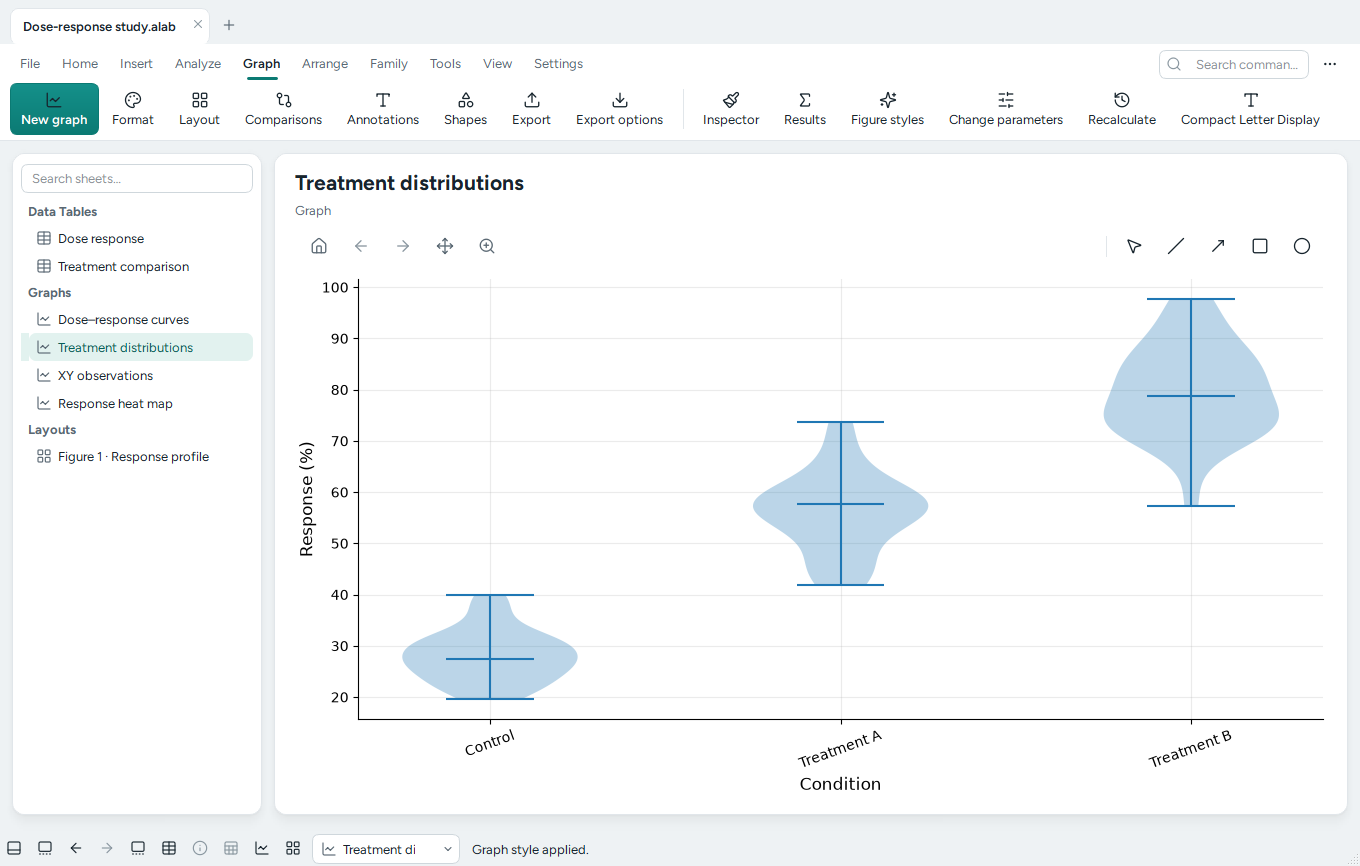 Dose-response study.alab
File Home Insert Analyze Graph Arrange Family Tools View Settings
Search comman...
New graph Format Layout Comparisons Annotations Shapes Export Export options Inspector Results Figure styles Change parameters Recalculate Compact Letter Display
Search sheets...
Data Tables
Dose response
Treatment comparison
Graphs
Dose–response curves
Treatment distributions
XY observations
Response heat map
Layouts
Figure 1 · Response profile
Treatment distributions
Graph
100
90
80
70
60
50
40
30
20
Response (%)
Control
Treatment A
Treatment B
Condition
Treatment di
Graph style applied.